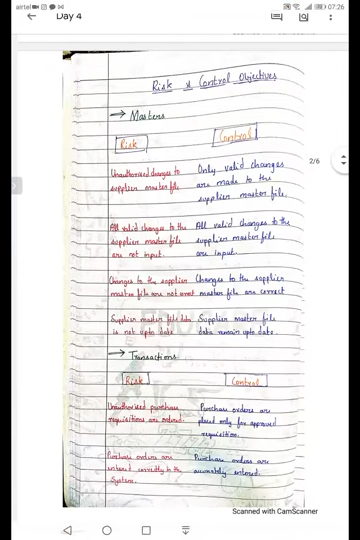 airtel
07:26
Day 4
2/6
Risk & Control Objectives
→ Masters
Risk
Control
Unauthorised changes to
supplier master file
Only valid changes
are made to the
supplier master file.
All valid changes to the
supplier master file
are not input.
All valid changes to the
supplier master file
are input.
Changes to the supplier
master file are not
Changes to the supplier
master file are correct
Supplier master file data
is not upto date
Supplier master file
data remain upto date.
→ Transactions
Risk
Control
Unauthorised purchase
requisitions are ordered.
Purchase orders are
placed only for approved
requisition.
Purchase orders are
entered correctly to the
System.
Purchase orders are
accurately entered.
Scanned with CamScanner